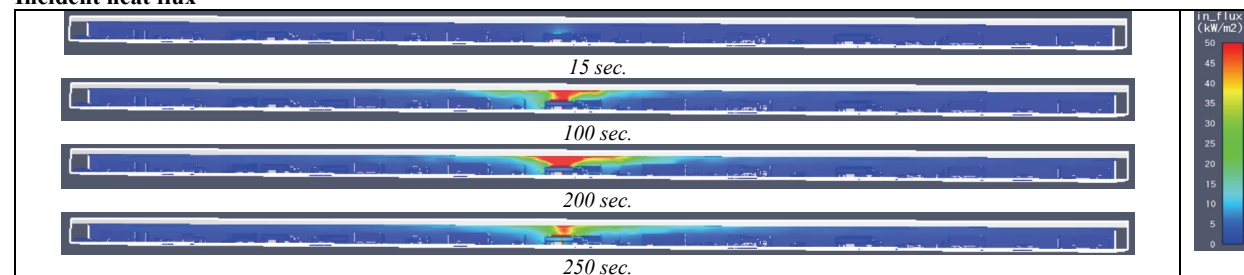 Incident heat flux
in_flux
(kW/m2)
50
45
40
35
30
25
20
15
10
5
0
15 sec.
100 sec.
200 sec.
250 sec.